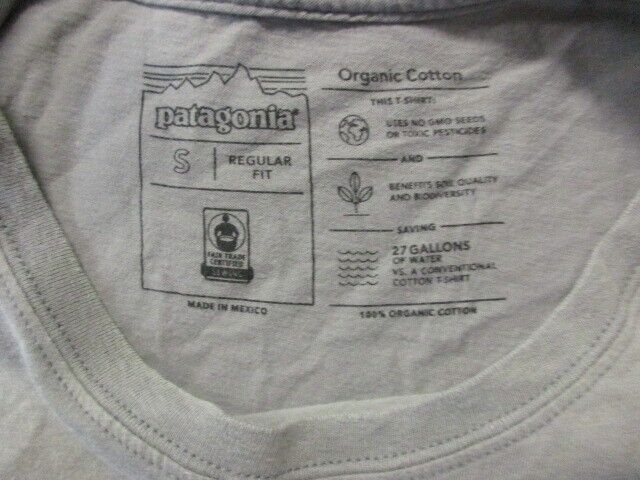 patagonia®
S
REGULAR
FIT
FAIR TRADE
CERTIFIED
SEWING
MADE IN MEXICO
Organic Cotton
THIS T-SHIRT:
USES NO GMO SEEDS
OR TOXIC PESTICIDES
AND
BENEFITS SOIL QUALITY
AND BIODIVERSITY
SAVING
27 GALLONS
OF WATER
VS. A CONVENTIONAL
COTTON T-SHIRT
100% ORGANIC COTTON